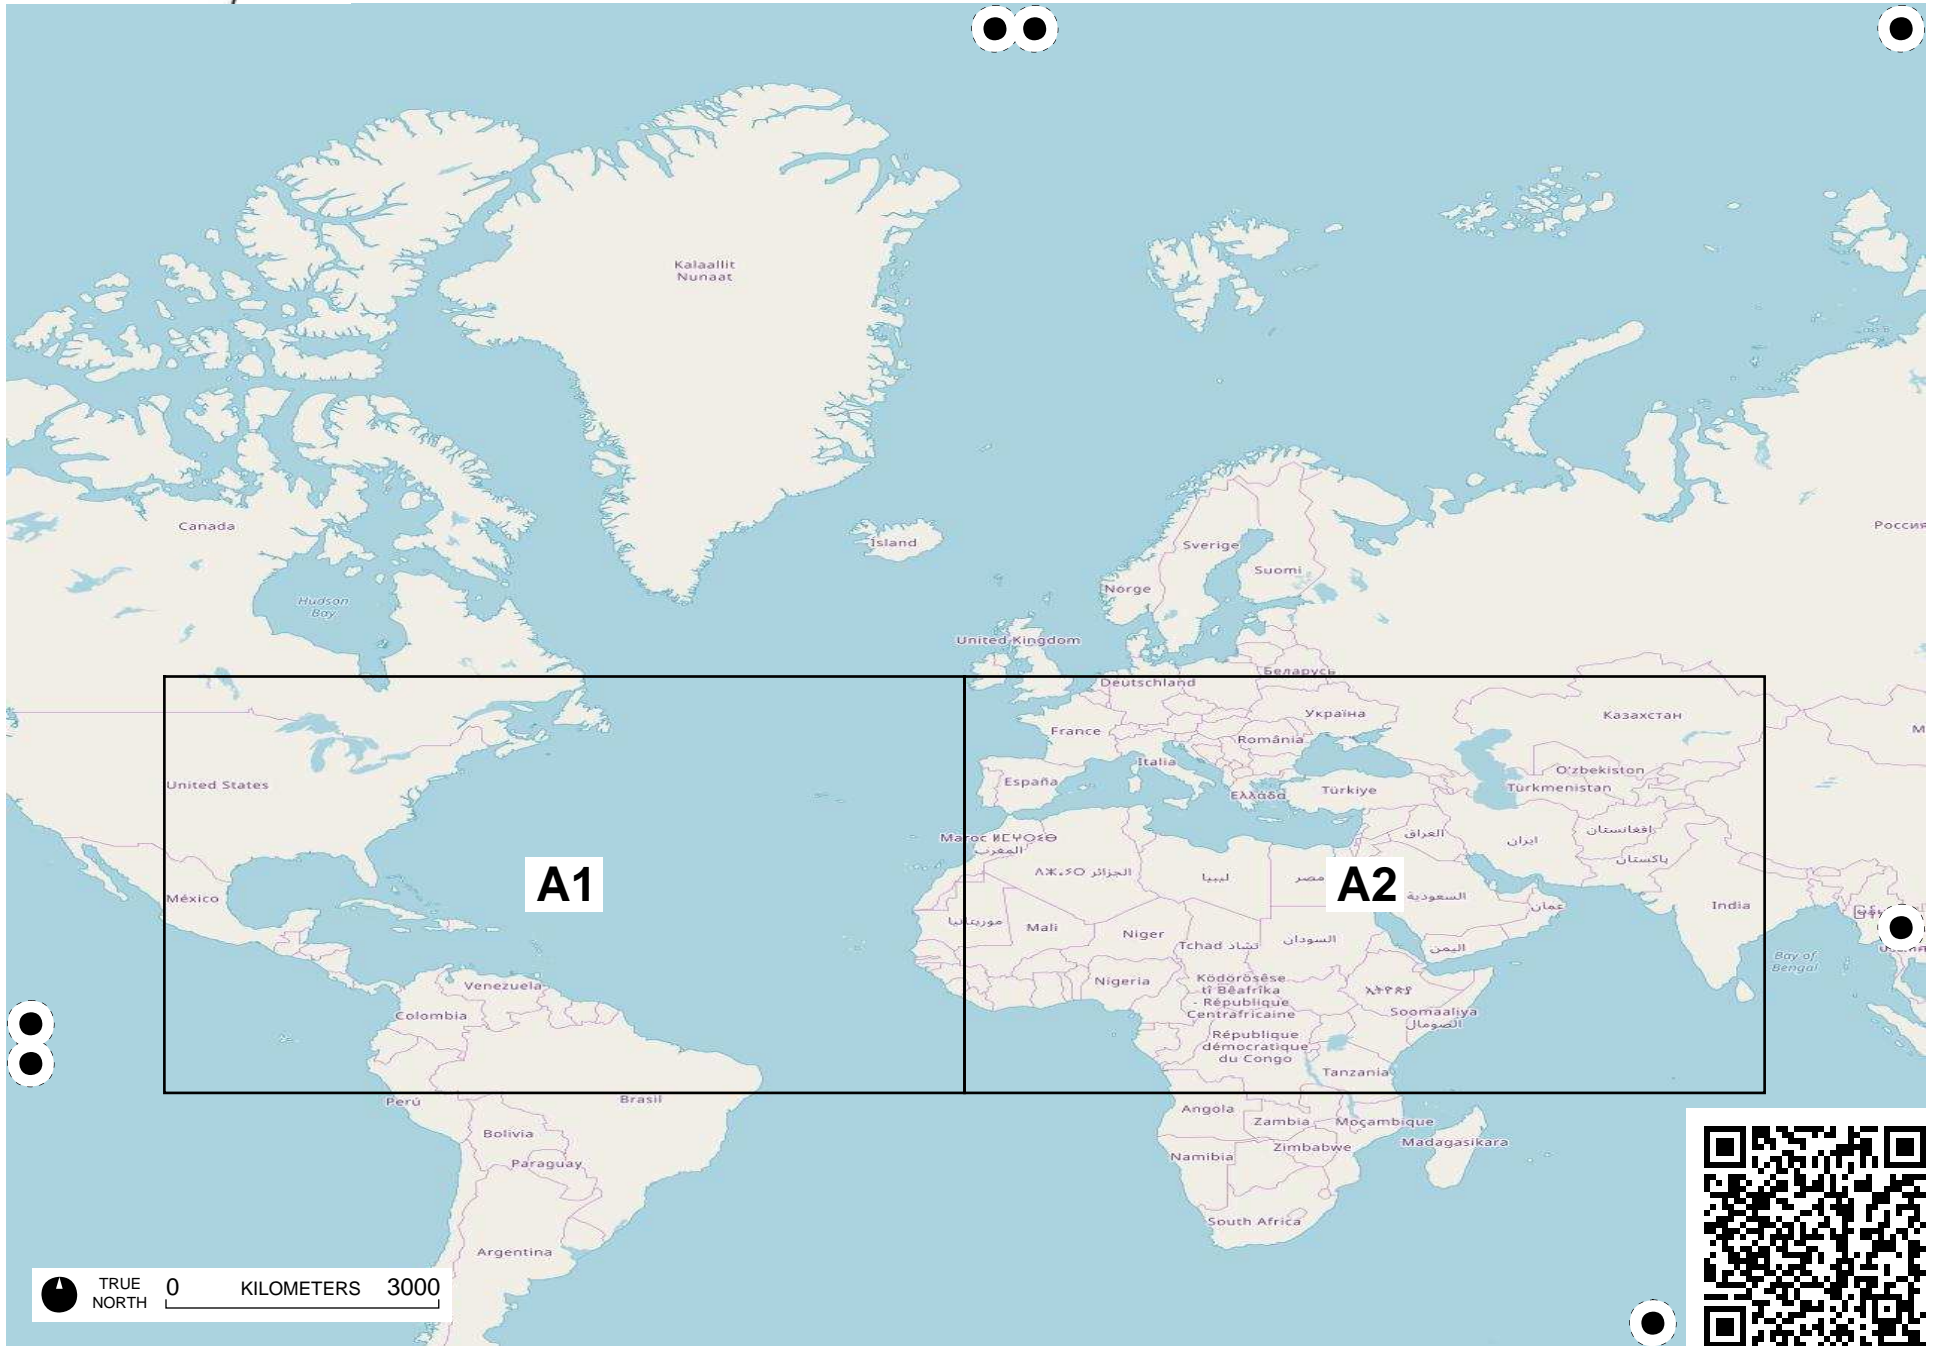 Kalaallit
Nunaat
Canada
Россия
Ísland
Sverige
Suomi
Norge
Hudson
Bay
United Kingdom
Беларусь
Deutschland
Україна
Казахстан
France
România
Italia
O'zbekiston
España
United States
Ελλάδα
Türkiye
Türkmenistan
Maroc ⵍⵎⵖⵔⵉⴱ
المغرب
العراق
ایران
افغانستان
پاکستان
الجزائر
ليبيا
مصر
السعودية
A1
A2
México
عمان
India
موريتانيا
Mali
Niger
Tchad تشاد
السودان
اليمن
Bay of
Bengal
Venezuela
Nigeria
Ködörösêse
tî Bêafrîka
- République
Centrafricaine
ኢትዮጵያ
Colombia
Soomaaliya
الصومال
République
démocratique
du Congo
Tanzania
Perú
Brasil
Angola
Zambia
Moçambique
Bolivia
Madagasikara
Zimbabwe
Namibia
Paraguay
South Africa
Argentina
TRUE
NORTH
0 KILOMETERS 3000